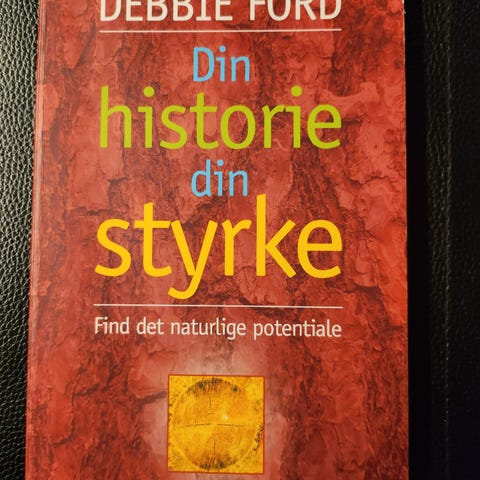 DEBBIE FORD
Din
historie
din
styrke
Find det naturlige potentiale